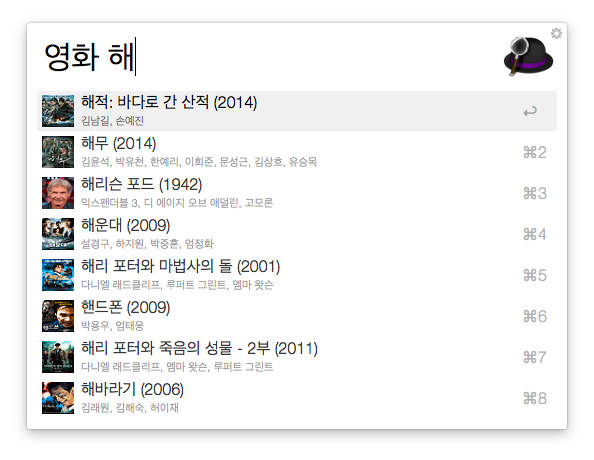 영화 해
해적: 바다로 간 산적 (2014)
김남길, 손예진
↩
해무 (2014)
김윤석, 박유천, 한예리, 이희준, 문성근, 김상호, 유승목
⌘2
해리슨 포드 (1942)
익스펜더블 3, 디 에이지 오브 애덜린, 고모론
⌘3
해운대 (2009)
설경구, 하지원, 박중훈, 엄정화
⌘4
해리 포터와 마법사의 돌 (2001)
다니엘 래드클리프, 루퍼트 그린트, 엠마 왓슨
⌘5
핸드폰 (2009)
박용우, 엄태웅
⌘6
해리 포터와 죽음의 성물 - 2부 (2011)
다니엘 래드클리프, 엠마 왓슨, 루퍼트 그린트
⌘7
해바라기 (2006)
김래원, 김해숙, 허이재
⌘8